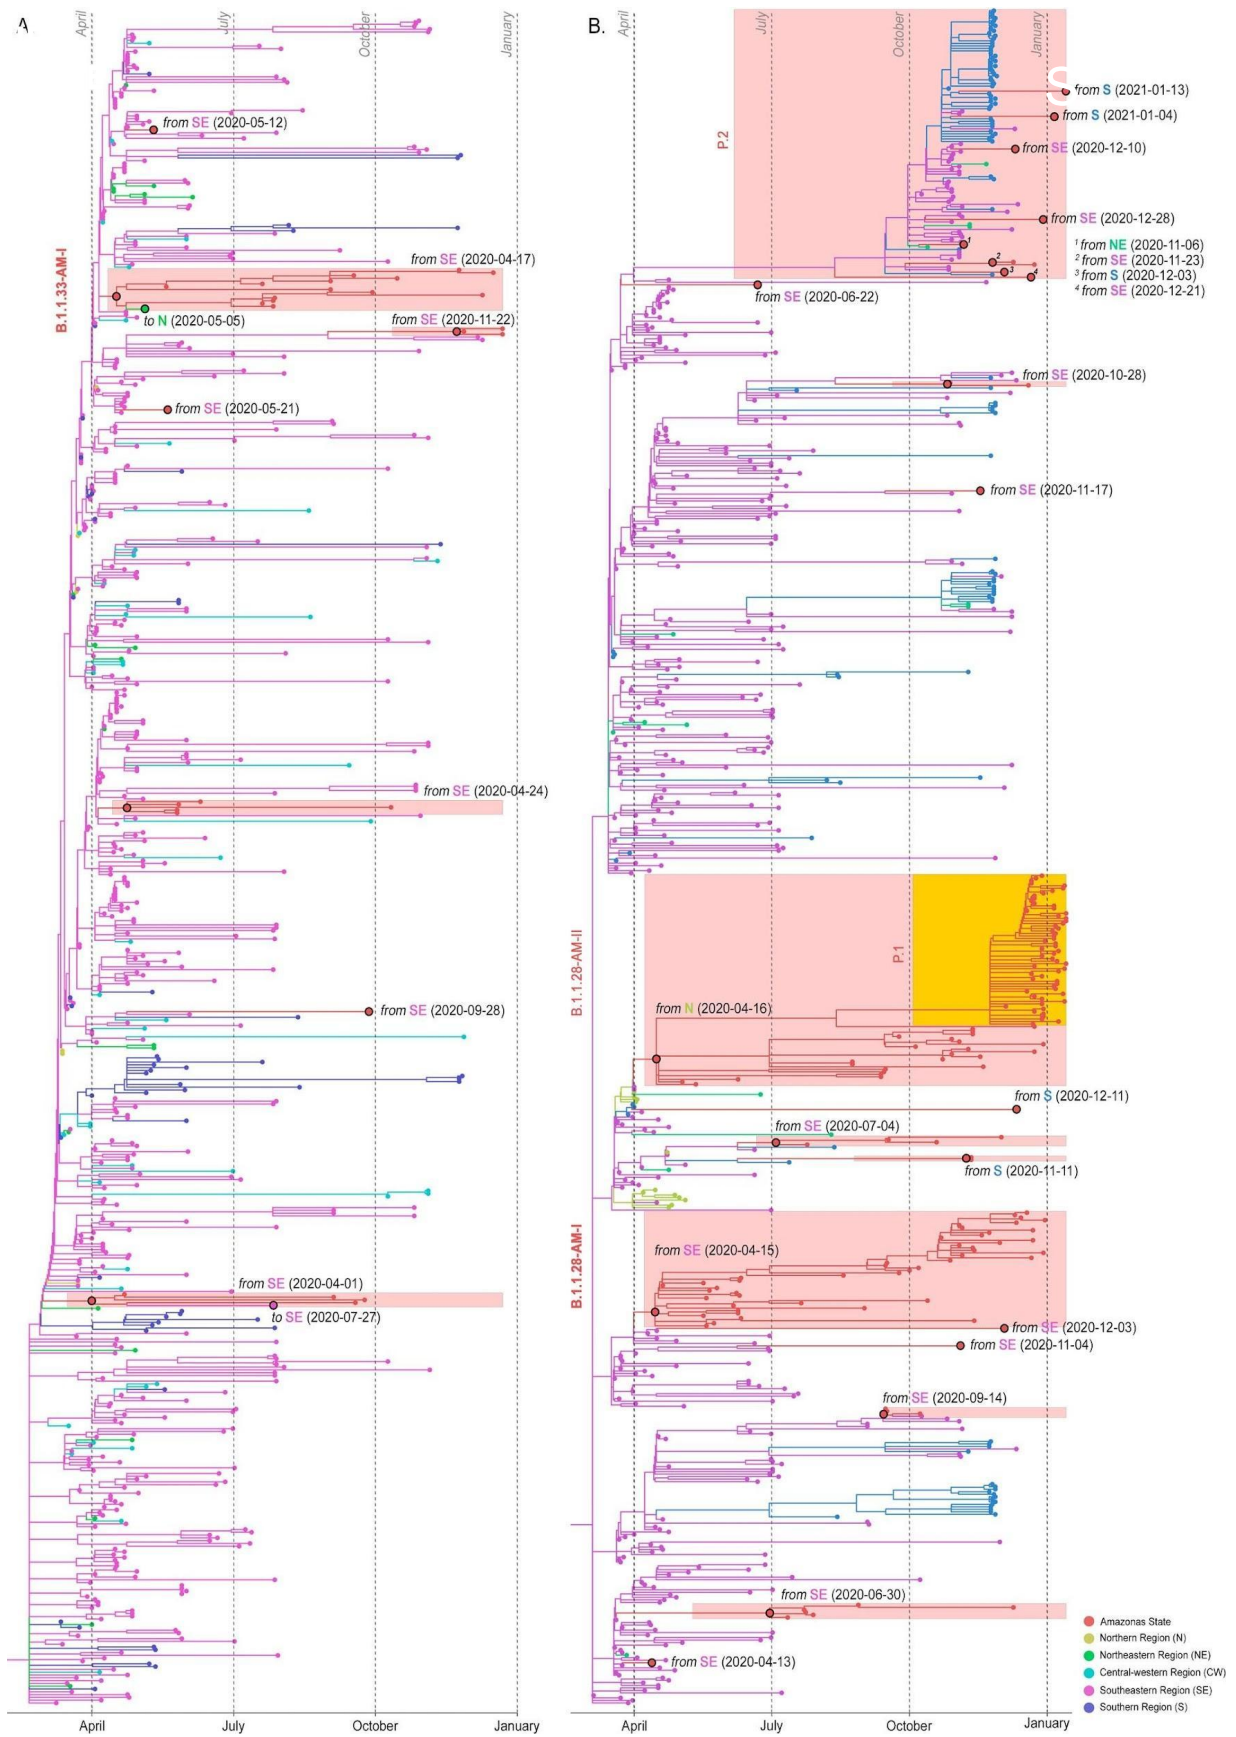 A.
B.
April
July
October
January
April
July
October
January
from SE (2020-05-12)
from SE (2020-04-17)
B.1.1.33-AM-I
to N (2020-05-05)
from SE (2020-11-22)
from SE (2020-05-21)
from SE (2020-04-24)
from SE (2020-09-28)
from SE (2020-04-01)
to SE (2020-07-27)
April
July
October
January
P.2
S
from S (2021-01-13)
from S (2021-01-04)
from SE (2020-12-10)
from SE (2020-12-28)
1
2
3
4
1 from NE (2020-11-06)
2 from SE (2020-11-23)
3 from S (2020-12-03)
4 from SE (2020-12-21)
from SE (2020-06-22)
from SE (2020-10-28)
from SE (2020-11-17)
B.1.1.28-AM-II
P.1
from N (2020-04-16)
from S (2020-12-11)
from SE (2020-07-04)
from S (2020-11-11)
B.1.1.28-AM-I
from SE (2020-04-15)
from SE (2020-12-03)
from SE (2020-11-04)
from SE (2020-09-14)
from SE (2020-06-30)
from SE (2020-04-13)
April
July
October
January
Amazonas State
Northern Region (N)
Northeastern Region (NE)
Central-western Region (CW)
Southeastern Region (SE)
Southern Region (S)